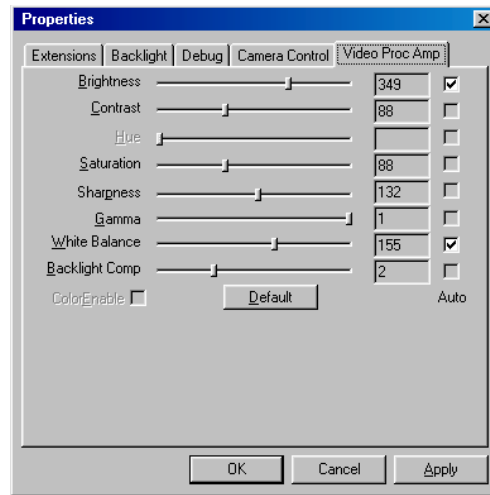 Properties
Extensions Backlight Debug Camera Control Video Proc Amp
Brightness 349
Contrast 88
Hue
Saturation 88
Sharpness 132
Gamma 1
White Balance 155
Backlight Comp 2
ColorEnable Default Auto
OK Cancel Apply